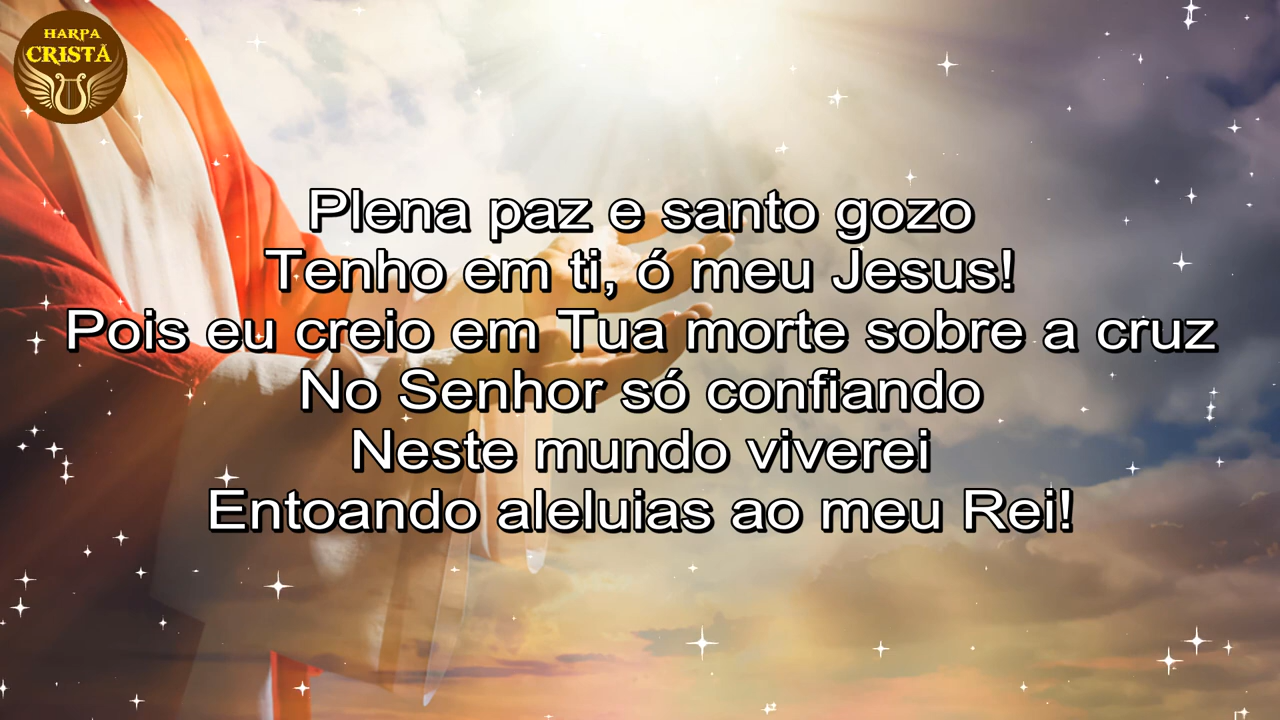 HARPA
CRISTÃ
Plena paz e santo gozo
Tenho em ti, ó meu Jesus!
Pois eu creio em Tua morte sobre a cruz
No Senhor só confiando
Neste mundo viverei
Entoando aleluias ao meu Rei!